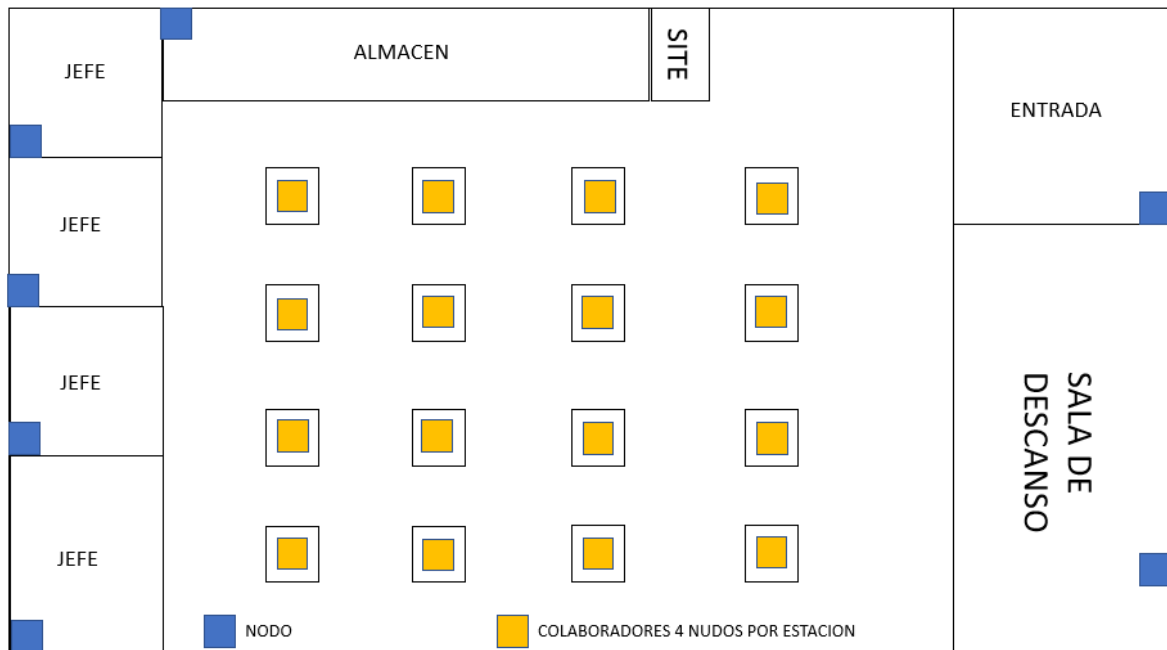 JEFE
ALMACEN
SITE
ENTRADA
JEFE
JEFE
SALA DE
DESCANSO
JEFE
NODO
COLABORADORES 4 NUDOS POR ESTACION